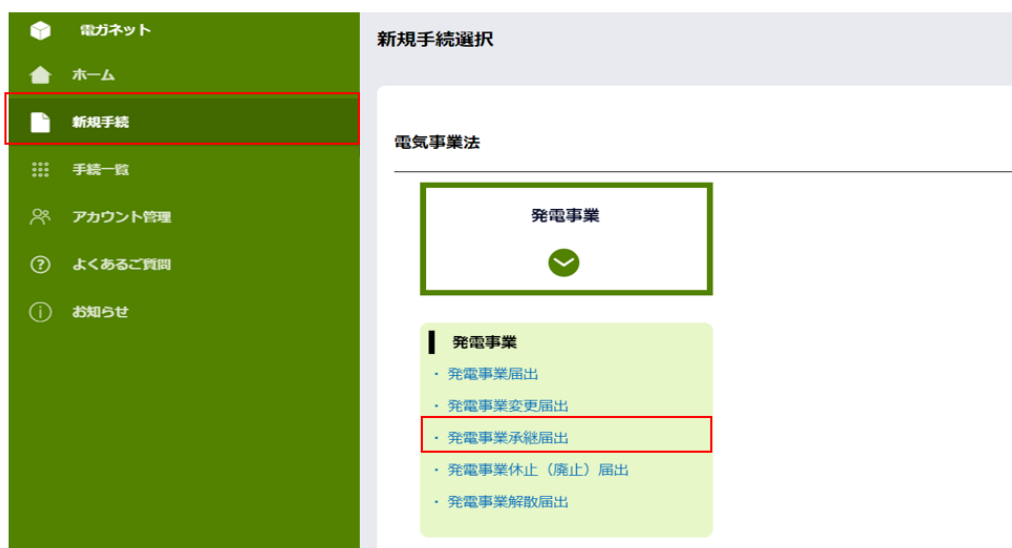 電ガネット
ホーム
新規手続
手続一覧
アカウント管理
よくあるご質問
お知らせ
新規手続選択
電気事業法
発電事業
発電事業
・発電事業届出
・発電事業変更届出
・発電事業承継届出
・発電事業休止（廃止）届出
・発電事業解散届出